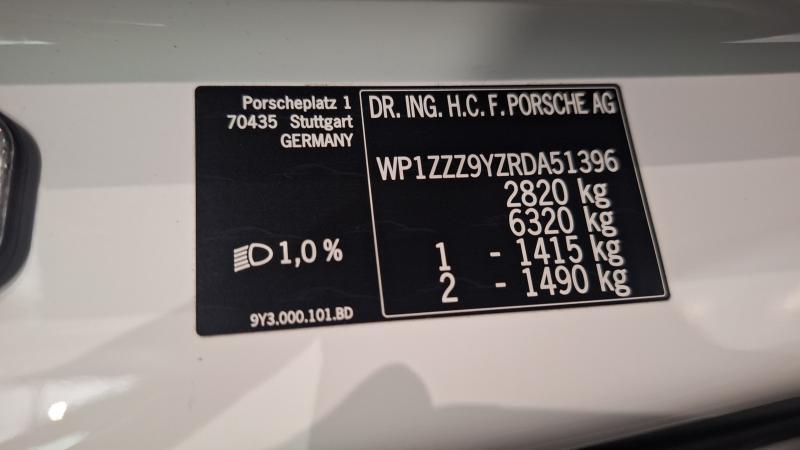 Porscheplatz 1
70435 Stuttgart
GERMANY
1,0 %
9Y3.000.101.BD
DR. ING. H.C. F. PORSCHE AG
WP1ZZZ9YZRDA51396
2820 kg
6320 kg
1 - 1415 kg
2 - 1490 kg